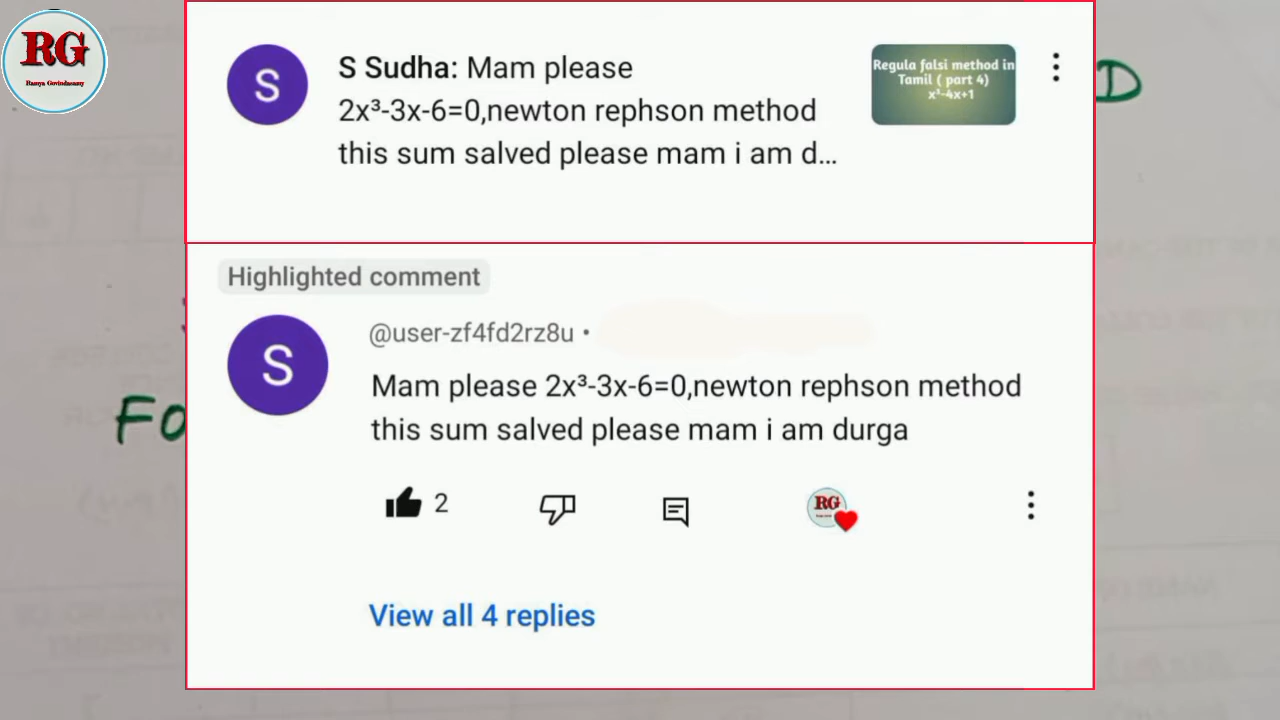 RG
Ramya Govindasamy
S Sudha: Mam please
2x³-3x-6=0,newton rephson method
this sum salved please mam i am d...
Regula falsi method in
Tamil ( part 4)
x³-4x+1
D
Highlighted comment
@user-zf4fd2rz8u •
Mam please 2x³-3x-6=0,newton rephson method
this sum salved please mam i am durga
FO
2
RG
View all 4 replies